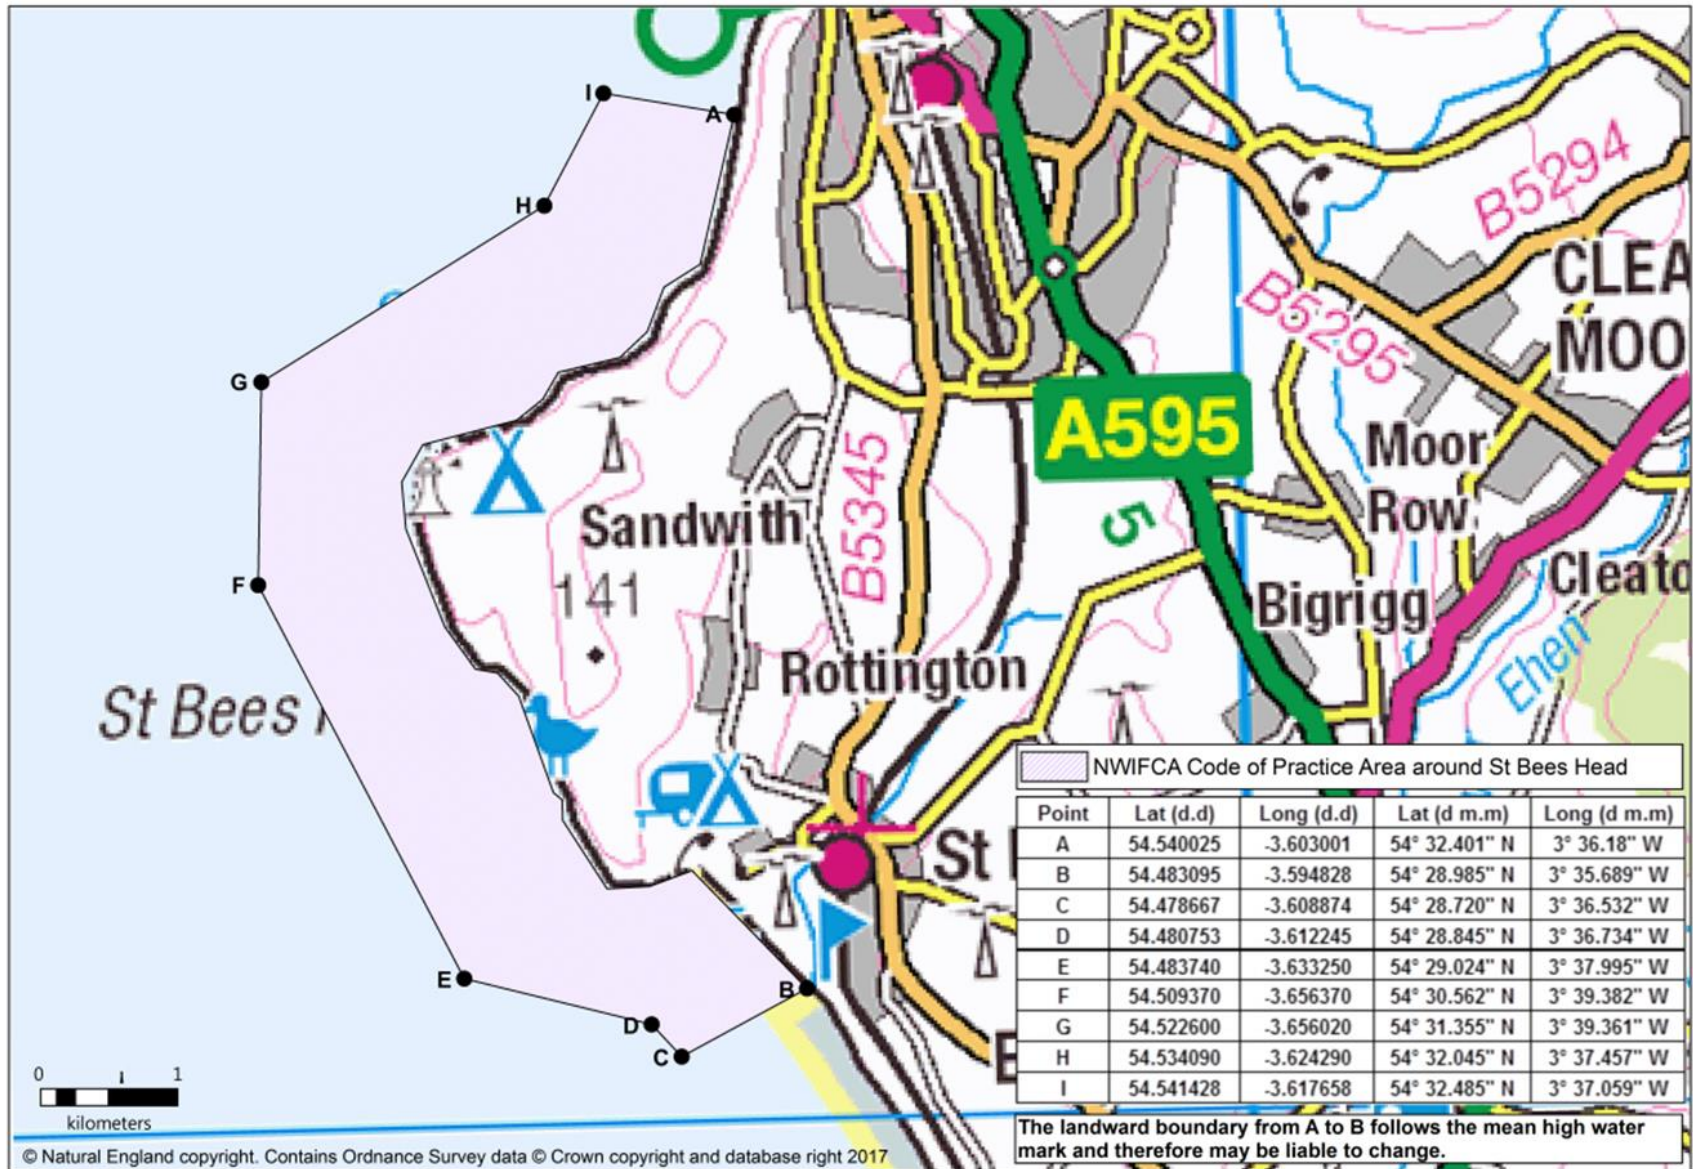 I
A
H
B5294
CLEA
MOO
B5295
G
A595
Moor
Row
B5345
5
Sandwith
F
141
Cleato
Bigrigg
Ehen
Rottington
St Bees
St
E
B
D
C
NWIFCA Code of Practice Area around St Bees Head
Point Lat (d.d) Long (d.d) Lat (d m.m) Long (d m.m)
A 54.540025 -3.603001 54° 32.401" N 3° 36.18" W
B 54.483095 -3.594828 54° 28.985" N 3° 35.689" W
C 54.478667 -3.608874 54° 28.720" N 3° 36.532" W
D 54.480753 -3.612245 54° 28.845" N 3° 36.734" W
E 54.483740 -3.633250 54° 29.024" N 3° 37.995" W
F 54.509370 -3.656370 54° 30.562" N 3° 39.382" W
G 54.522600 -3.656020 54° 31.355" N 3° 39.361" W
H 54.534090 -3.624290 54° 32.045" N 3° 37.457" W
I 54.541428 -3.617658 54° 32.485" N 3° 37.059" W
0 1
kilometers
The landward boundary from A to B follows the mean high water
mark and therefore may be liable to change.
© Natural England copyright. Contains Ordnance Survey data © Crown copyright and database right 2017